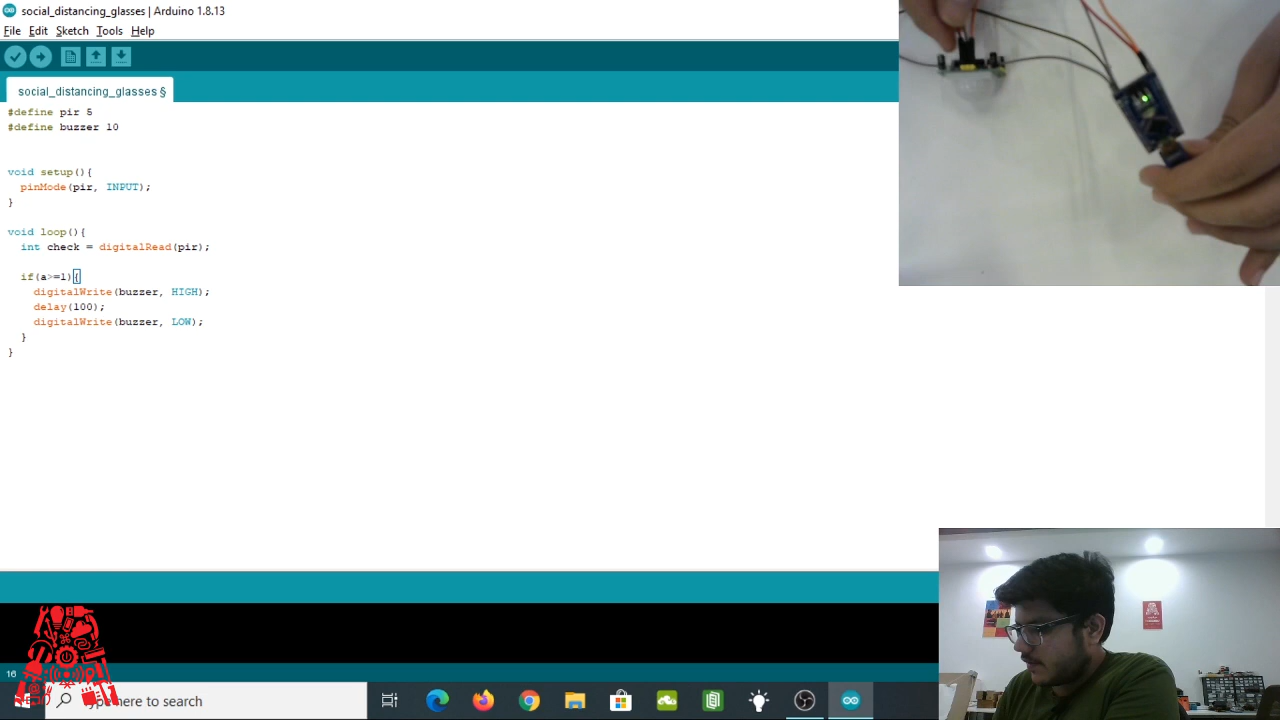 social_distancing_glasses | Arduino 1.8.13
File Edit Sketch Tools Help
social_distancing_glasses §
#define pir 5
#define buzzer 10
void setup(){
pinMode(pir, INPUT);
}
void loop(){
int check = digitalRead(pir);
if(a>=1){
digitalWrite(buzzer, HIGH);
delay(100);
digitalWrite(buzzer, LOW);
}
}
16
here to search